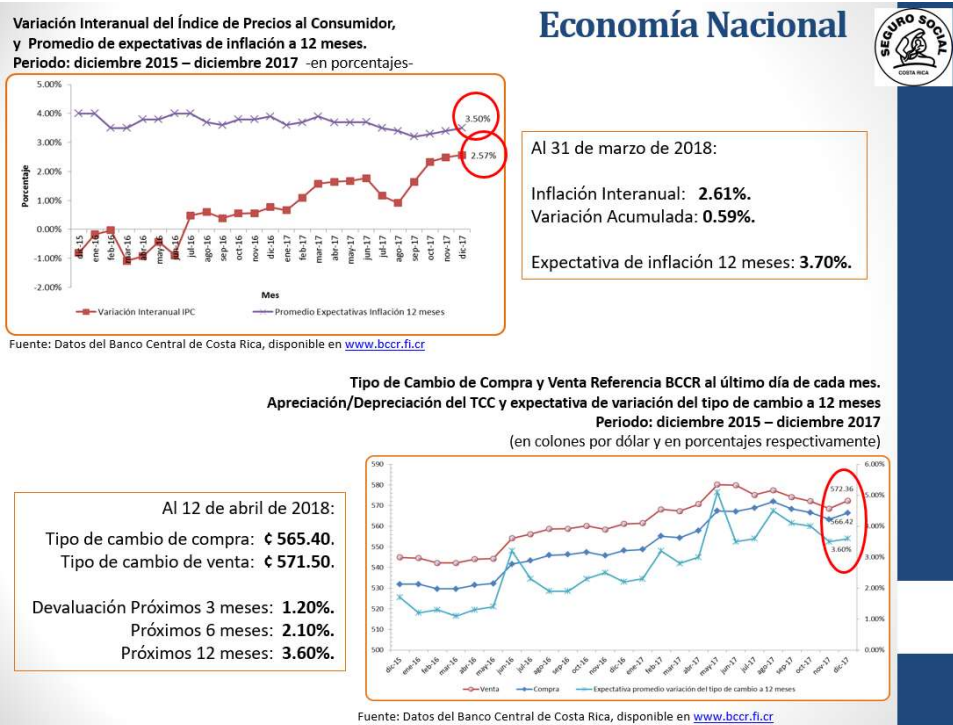 Economía Nacional
SEGURO SOCIAL
COSTA RICA
Variación Interanual del Índice de Precios al Consumidor,
y Promedio de expectativas de inflación a 12 meses.
Periodo: diciembre 2015 – diciembre 2017 -en porcentajes-
5.00%
4.00%
3.00%
2.00%
1.00%
0.00%
-1.00%
-2.00%
Porcentaje
3.50%
2.57%
dic-15
ene-16
feb-16
mar-16
abr-16
may-16
jun-16
jul-16
ago-16
sep-16
oct-16
nov-16
dic-16
ene-17
feb-17
mar-17
abr-17
may-17
jun-17
jul-17
ago-17
sep-17
oct-17
nov-17
dic-17
Mes
Variación Interanual IPC
Promedio Expectativas Inflación 12 meses
Fuente: Datos del Banco Central de Costa Rica, disponible en www.bccr.fi.cr
Al 31 de marzo de 2018:
Inflación Interanual: 2.61%.
Variación Acumulada: 0.59%.
Expectativa de inflación 12 meses: 3.70%.
Tipo de Cambio de Compra y Venta Referencia BCCR al último día de cada mes.
Apreciación/Depreciación del TCC y expectativa de variación del tipo de cambio a 12 meses
Periodo: diciembre 2015 – diciembre 2017
(en colones por dólar y en porcentajes respectivamente)
Al 12 de abril de 2018:
Tipo de cambio de compra: ¢ 565.40.
Tipo de cambio de venta: ¢ 571.50.
Devaluación Próximos 3 meses: 1.20%.
Próximos 6 meses: 2.10%.
Próximos 12 meses: 3.60%.
590
580
570
560
550
540
530
520
510
500
6.00%
5.00%
4.00%
3.00%
2.00%
1.00%
0.00%
572.36
566.42
3.60%
dic-15
ene-16
feb-16
mar-16
abr-16
may-16
jun-16
jul-16
ago-16
sep-16
oct-16
nov-16
dic-16
ene-17
feb-17
mar-17
abr-17
may-17
jun-17
jul-17
ago-17
sep-17
oct-17
nov-17
dic-17
Venta
Compra
Expectativa promedio variación del tipo de cambio a 12 meses
Fuente: Datos del Banco Central de Costa Rica, disponible en www.bccr.fi.cr